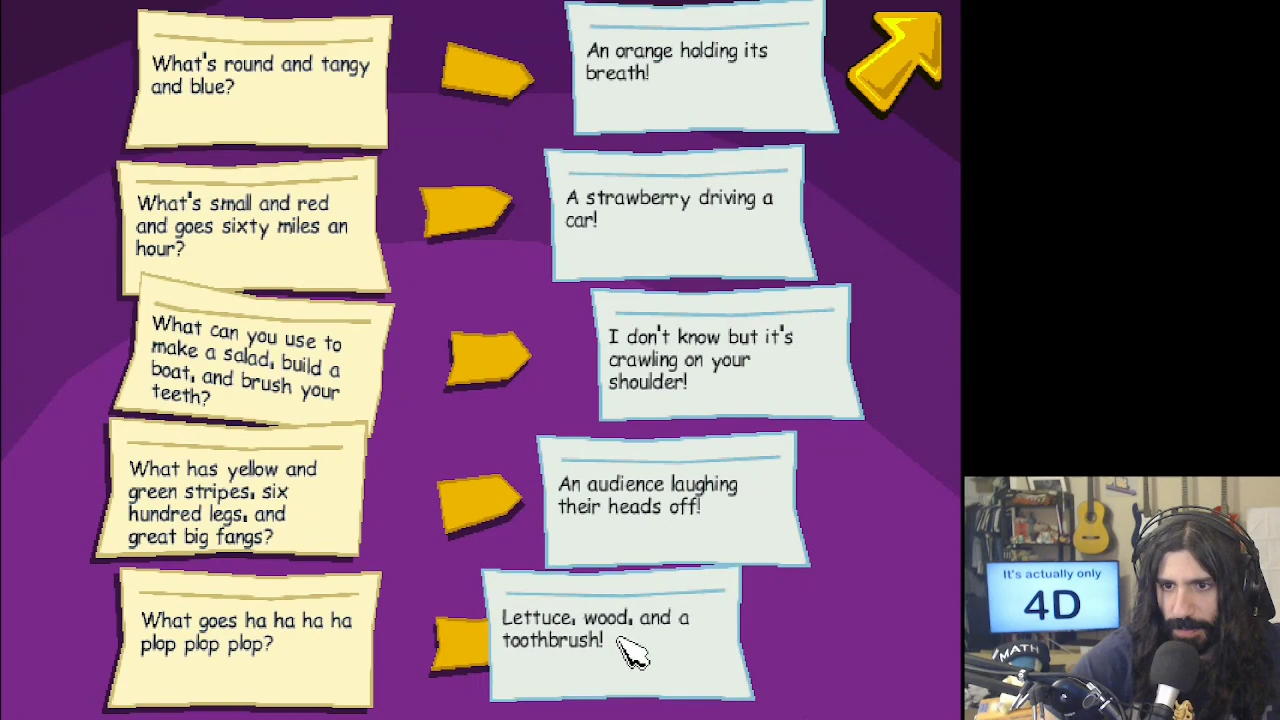 What's round and tangy
and blue?
An orange holding its
breath!
What's small and red
and goes sixty miles an
hour?
A strawberry driving a
car!
What can you use to
make a salad, build a
boat, and brush your
teeth?
I don't know but it's
crawling on your
shoulder!
What has yellow and
green stripes, six
hundred legs, and
great big fangs?
An audience laughing
their heads off!
What goes ha ha ha ha
plop plop plop?
Lettuce, wood, and a
toothbrush!
It's actually only
4D
MATH